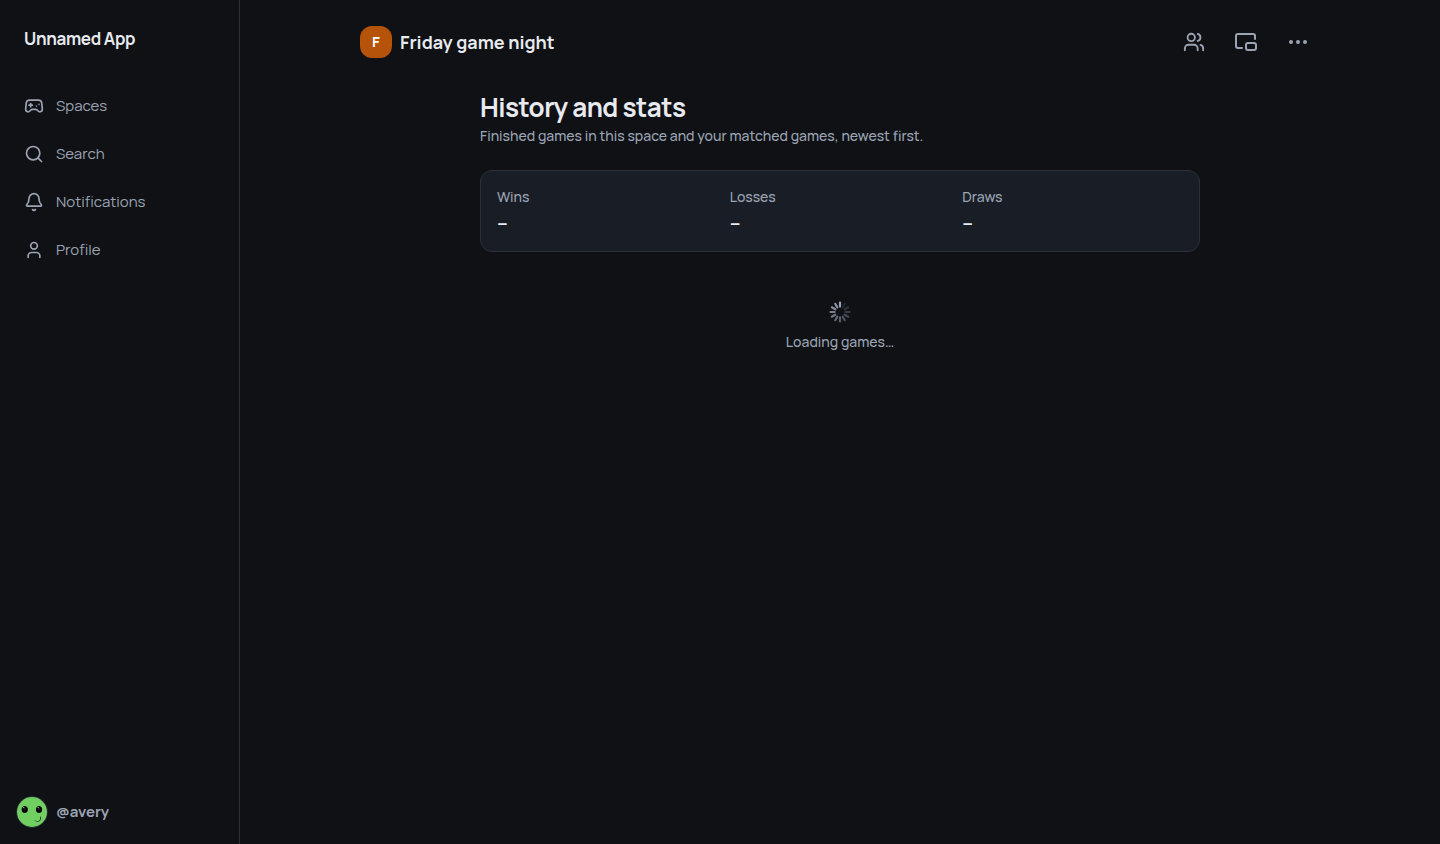 Unnamed App
Spaces
Search
Notifications
Profile
@avery
F Friday game night
History and stats
Finished games in this space and your matched games, newest first.
Wins Losses Draws
– – –
Loading games…